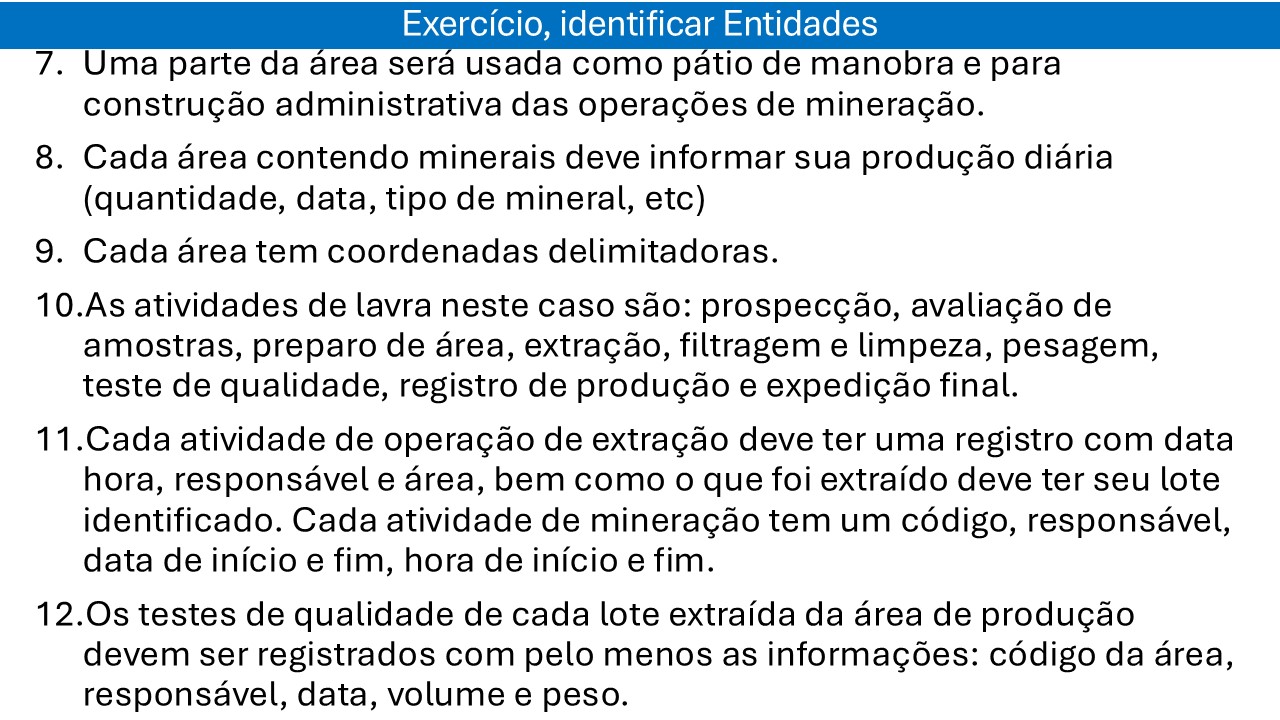 Exercício, identificar Entidades
7. Uma parte da área será usada como pátio de manobra e para
construção administrativa das operações de mineração.
8. Cada área contendo minerais deve informar sua produção diária
(quantidade, data, tipo de mineral, etc)
9. Cada área tem coordenadas delimitadoras.
10.As atividades de lavra neste caso são: prospecção, avaliação de
amostras, preparo de área, extração, filtragem e limpeza, pesagem,
teste de qualidade, registro de produção e expedição final.
11.Cada atividade de operação de extração deve ter uma registro com data
hora, responsável e área, bem como o que foi extraído deve ter seu lote
identificado. Cada atividade de mineração tem um código, responsável,
data de início e fim, hora de início e fim.
12.Os testes de qualidade de cada lote extraída da área de produção
devem ser registrados com pelo menos as informações: código da área,
responsável, data, volume e peso.